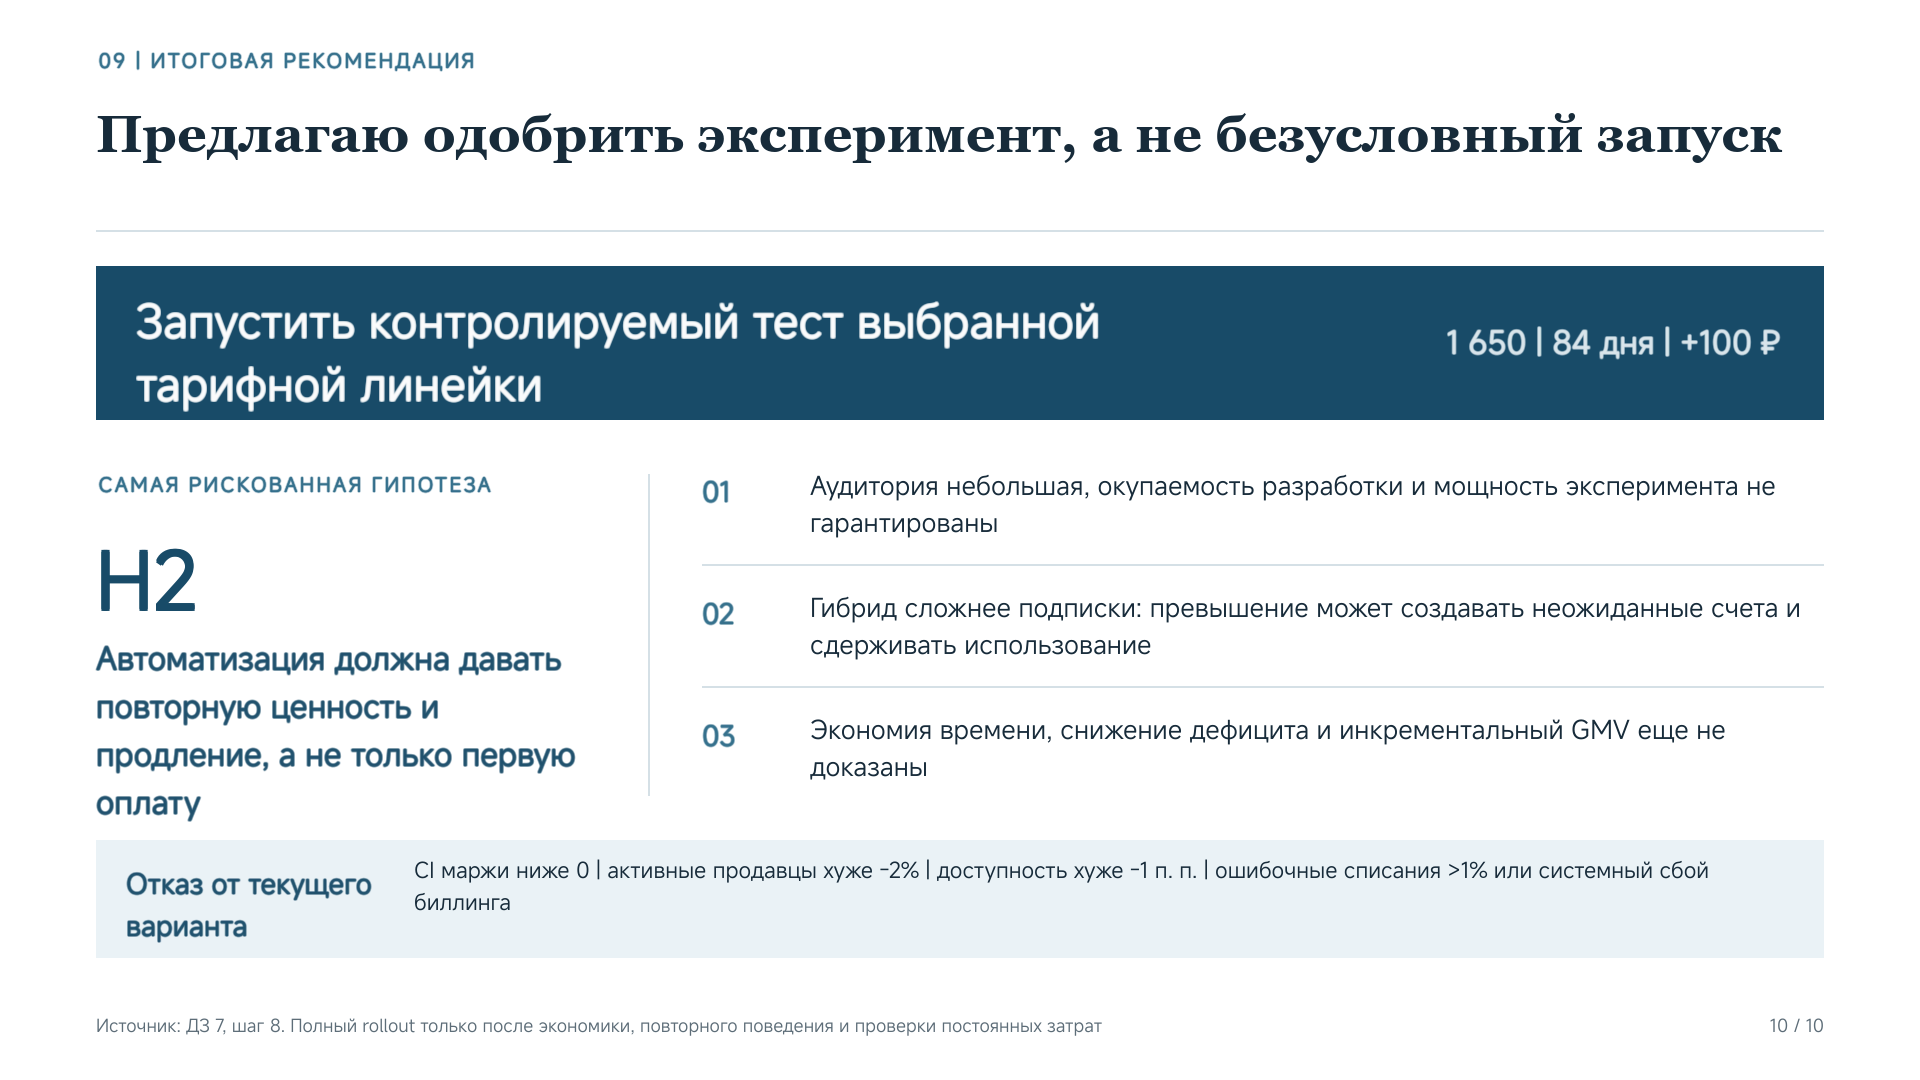 09 | ИТОГОВАЯ РЕКОМЕНДАЦИЯ
Предлагаю одобрить эксперимент, а не безусловный запуск
Запустить контролируемый тест выбранной
тарифной линейки
1 650 | 84 дня | +100 ₽
САМАЯ РИСКОВАННАЯ ГИПОТЕЗА
H2
Автоматизация должна давать
повторную ценность и
продление, а не только первую
оплату
01
Аудитория небольшая, окупаемость разработки и мощность эксперимента не
гарантированы
02
Гибрид сложнее подписки: превышение может создавать неожиданные счета и
сдерживать использование
03
Экономия времени, снижение дефицита и инкрементальный GMV еще не
доказаны
Отказ от текущего
варианта
CI маржи ниже 0 | активные продавцы хуже −2% | доступность хуже −1 п. п. | ошибочные списания >1% или системный сбой
биллинга
Источник: ДЗ 7, шаг 8. Полный rollout только после экономики, повторного поведения и проверки постоянных затрат
10 / 10